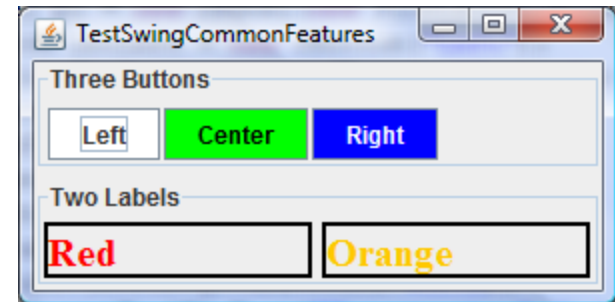 TestSwingCommonFeatures
Three Buttons
Left Center Right
Two Labels
Red Orange